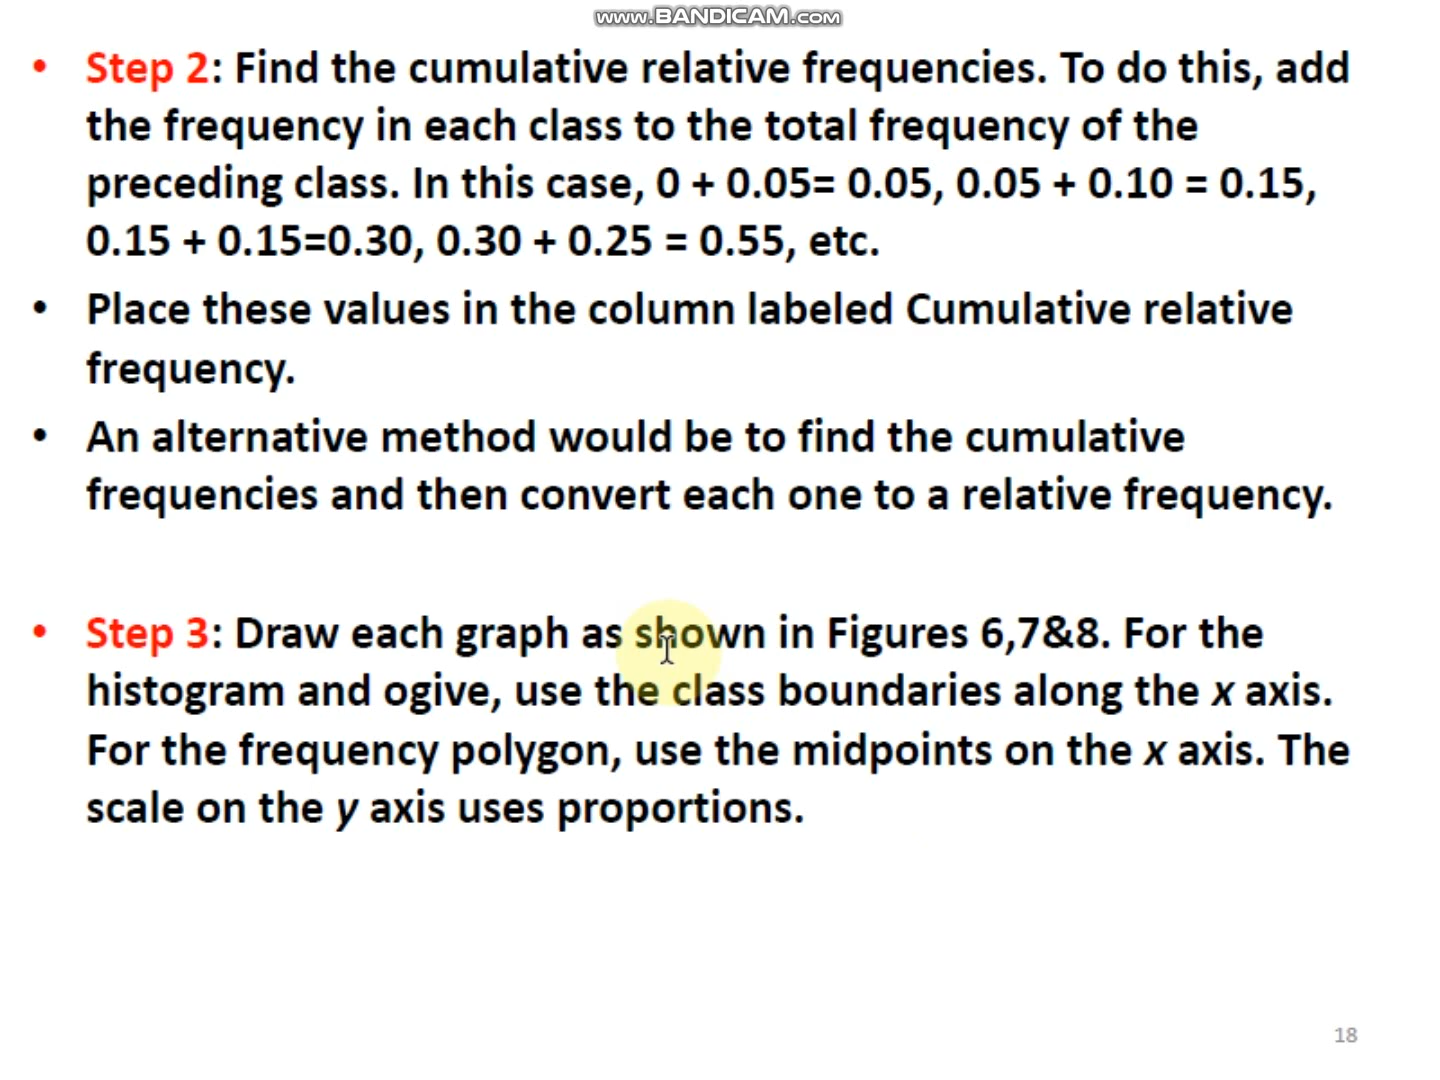 www.BANDICAM.com
• Step 2: Find the cumulative relative frequencies. To do this, add
the frequency in each class to the total frequency of the
preceding class. In this case, 0 + 0.05= 0.05, 0.05 + 0.10 = 0.15,
0.15 + 0.15=0.30, 0.30 + 0.25 = 0.55, etc.
• Place these values in the column labeled Cumulative relative
frequency.
• An alternative method would be to find the cumulative
frequencies and then convert each one to a relative frequency.
• Step 3: Draw each graph as shown in Figures 6,7&8. For the
histogram and ogive, use the class boundaries along the x axis.
For the frequency polygon, use the midpoints on the x axis. The
scale on the y axis uses proportions.
18